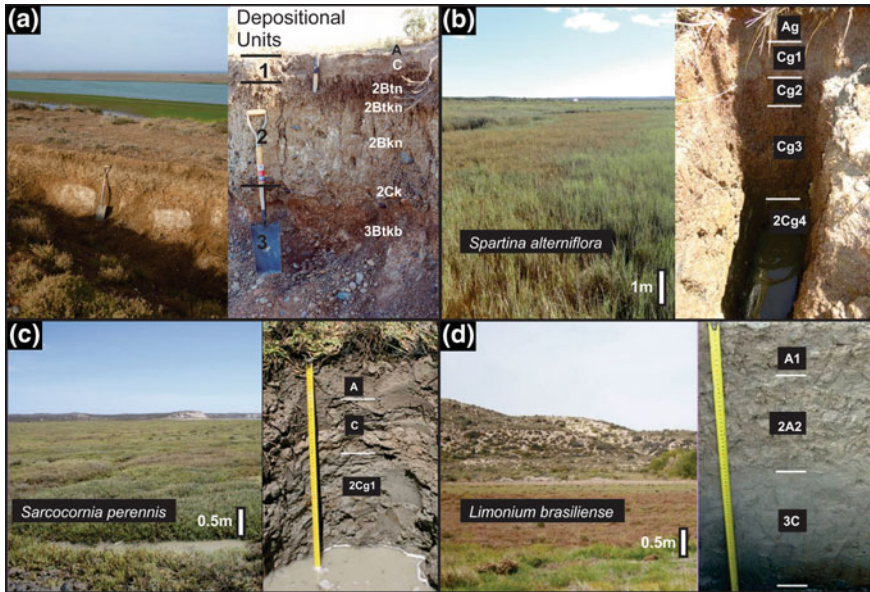 (a)
Depositional
Units
1
2
3
A
C
2Btn
2Btkn
2Bkn
2Ck
3Btkb
(b)
Spartina alterniflora
1m
Ag
Cg1
Cg2
Cg3
2Cg4
(c)
Sarcocornia perennis
0.5m
A
C
2Cg1
(d)
Limonium brasiliense
0.5m
A1
2A2
3C